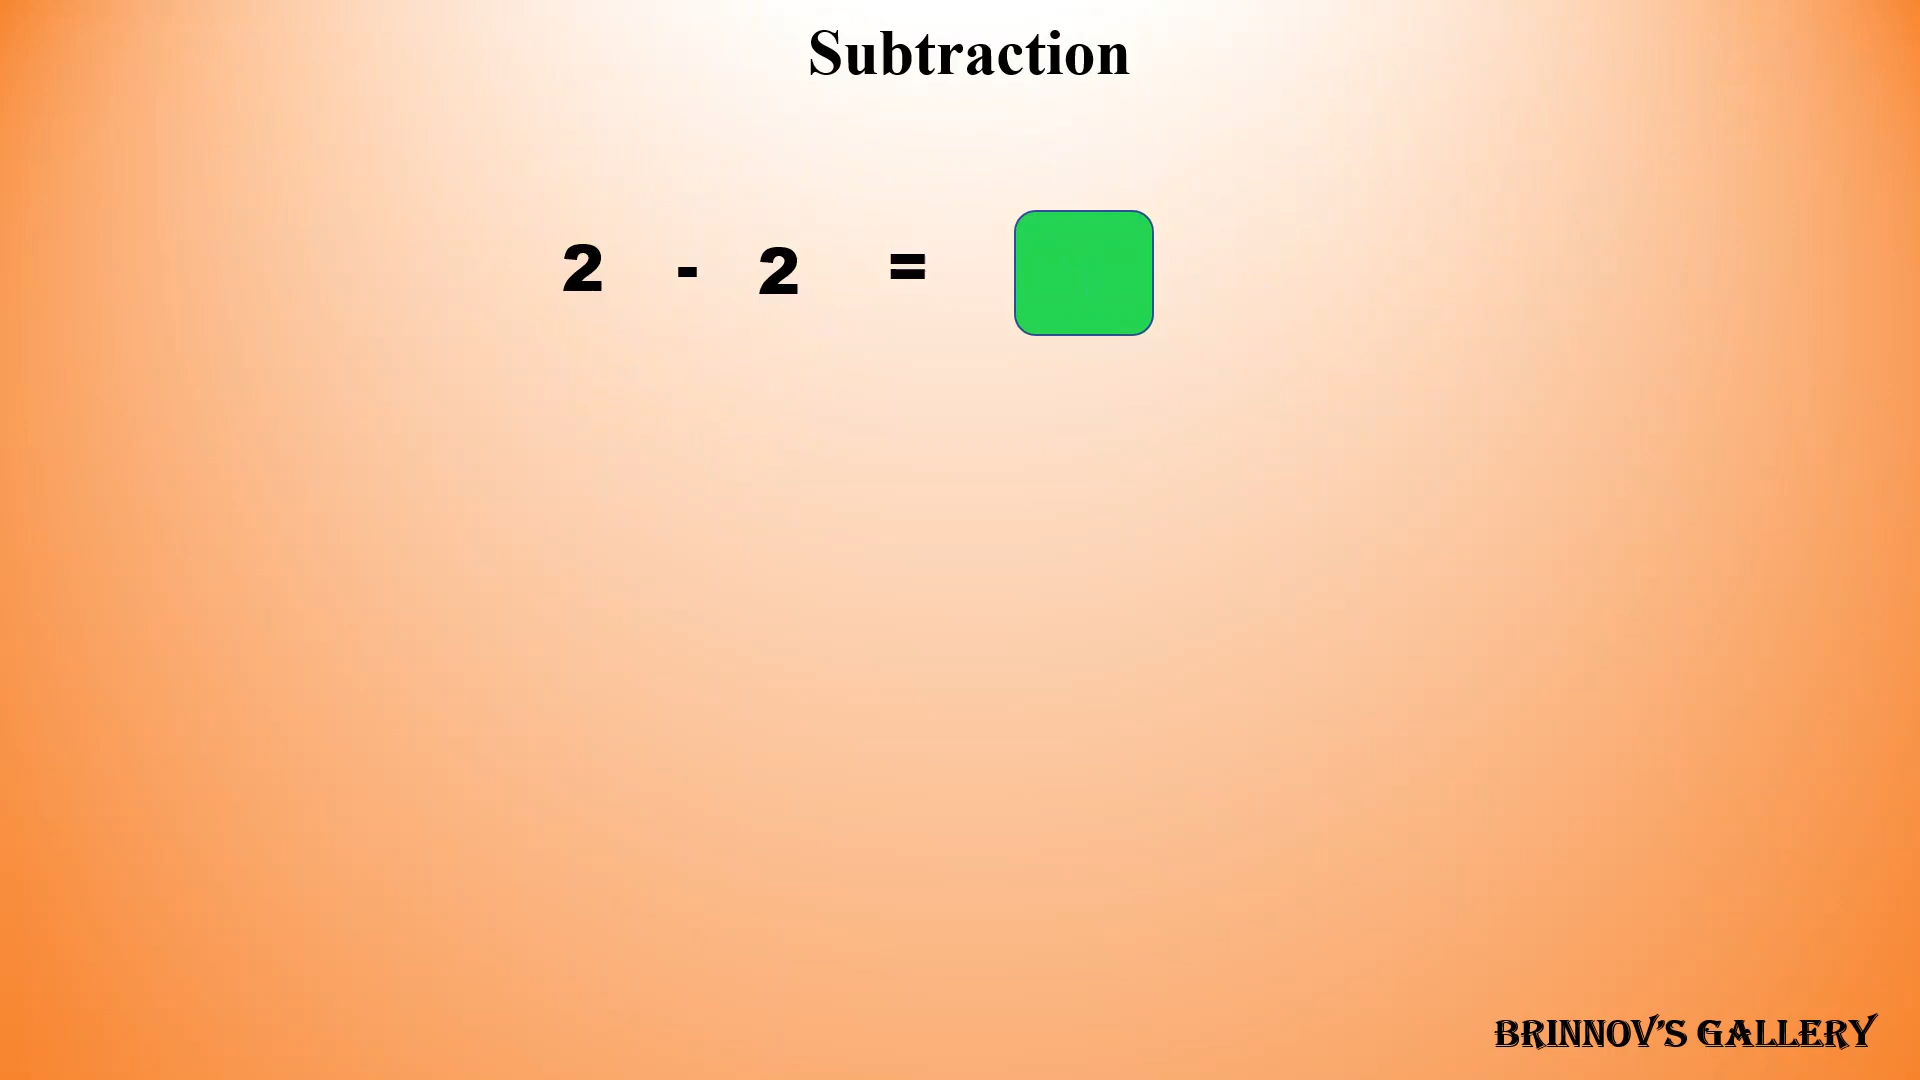 Subtraction
2 - 2 =
BRINNOV'S GALLERY